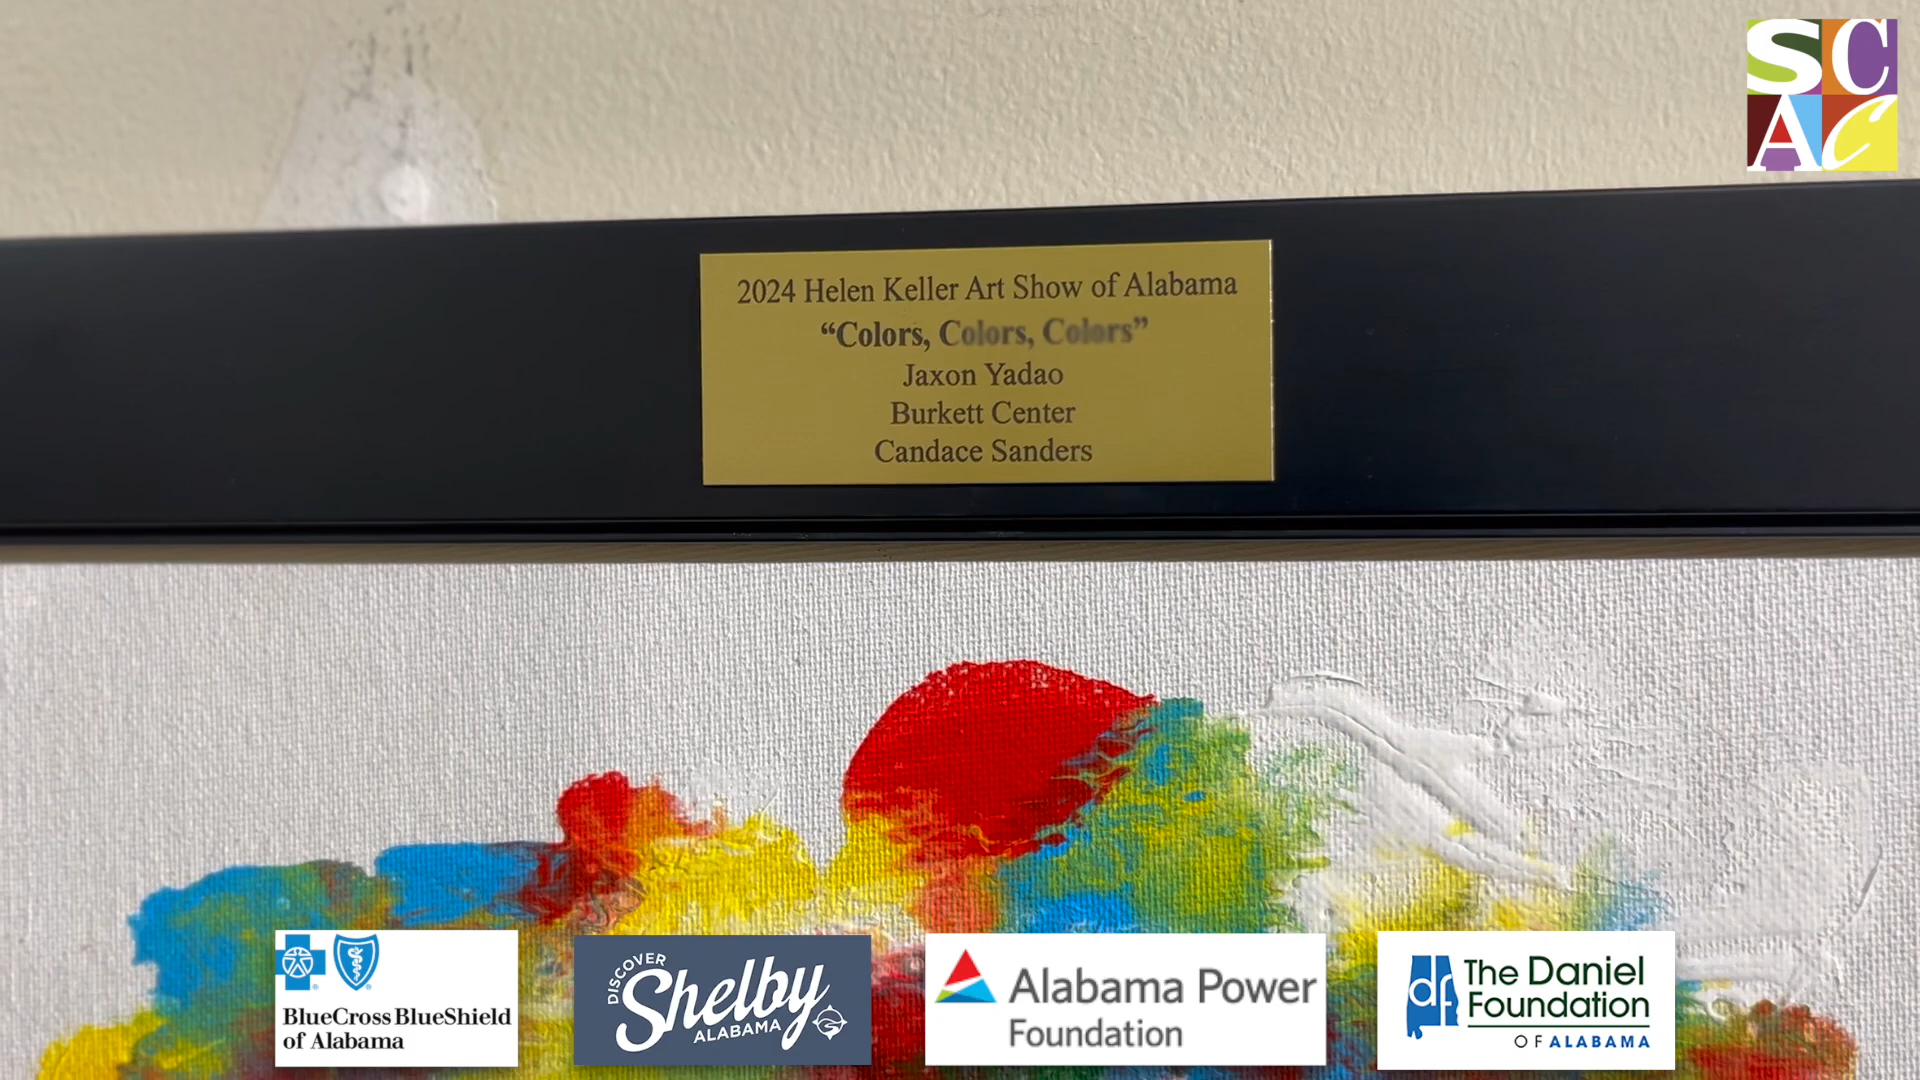 SC
AC
2024 Helen Keller Art Show of Alabama
“Colors, Colors, Colors”
Jaxon Yadao
Burkett Center
Candace Sanders
BlueCross BlueShield
of Alabama
DISCOVER
Shelby
ALABAMA
Alabama Power
Foundation
df
The Daniel
Foundation
OF ALABAMA